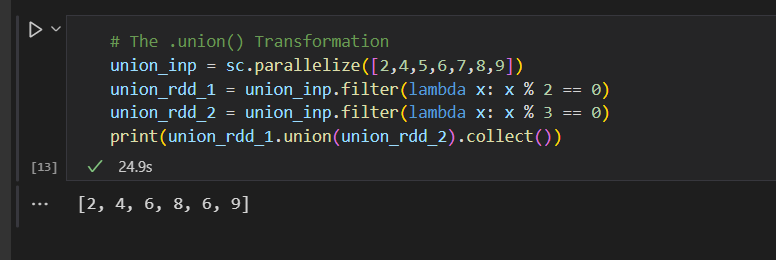 # The .union() Transformation
union_inp = sc.parallelize([2,4,5,6,7,8,9])
union_rdd_1 = union_inp.filter(lambda x: x % 2 == 0)
union_rdd_2 = union_inp.filter(lambda x: x % 3 == 0)
print(union_rdd_1.union(union_rdd_2).collect())
[13] 24.9s
... [2, 4, 6, 8, 6, 9]